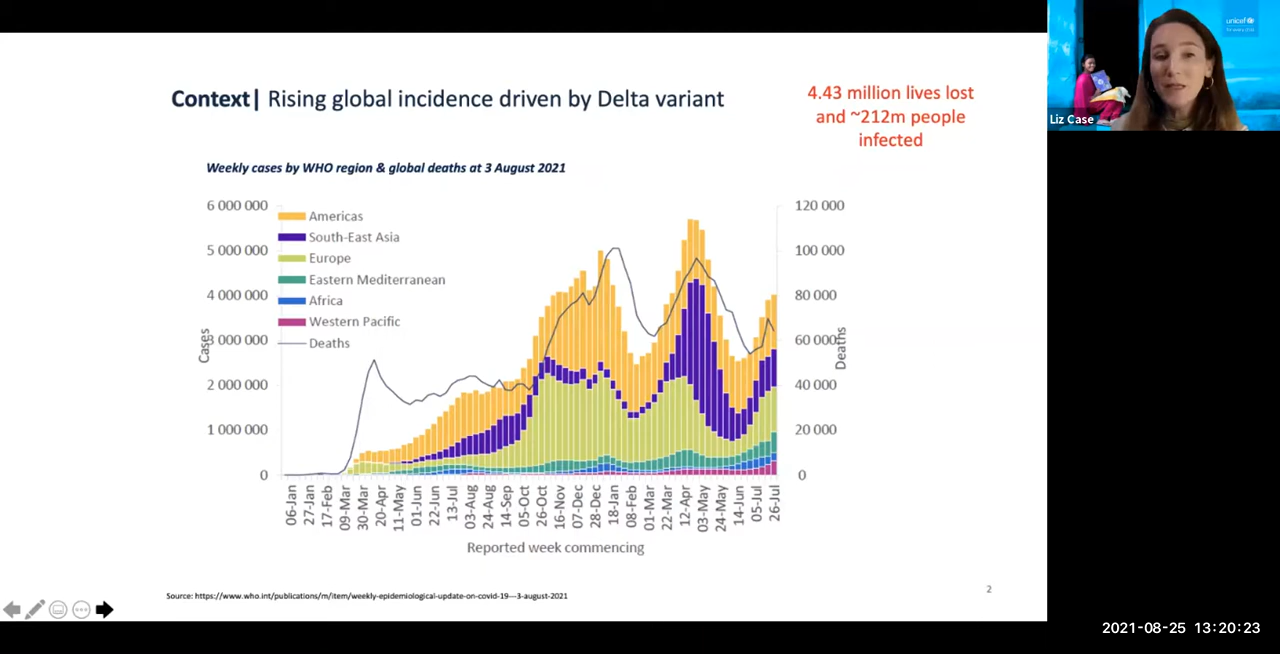 Context| Rising global incidence driven by Delta variant
4.43 million lives lost
and ~212m people
infected
Weekly cases by WHO region & global deaths at 3 August 2021
6 000 000
5 000 000
4 000 000
3 000 000
2 000 000
1 000 000
0
Cases
Americas
South-East Asia
Europe
Eastern Mediterranean
Africa
Western Pacific
Deaths
120 000
100 000
80 000
60 000
40 000
20 000
0
Deaths
06-Jan
27-Jan
17-Feb
09-Mar
30-Mar
20-Apr
11-May
01-Jun
22-Jun
13-Jul
03-Aug
24-Aug
14-Sep
05-Oct
26-Oct
16-Nov
07-Dec
28-Dec
18-Jan
08-Feb
01-Mar
22-Mar
12-Apr
03-May
24-May
14-Jun
05-Jul
26-Jul
Reported week commencing
Source: https://www.who.int/publications/m/item/weekly-epidemiological-update-on-covid-19---3-august-2021
2
unicef
Liz Case
2021-08-25 13:20:23